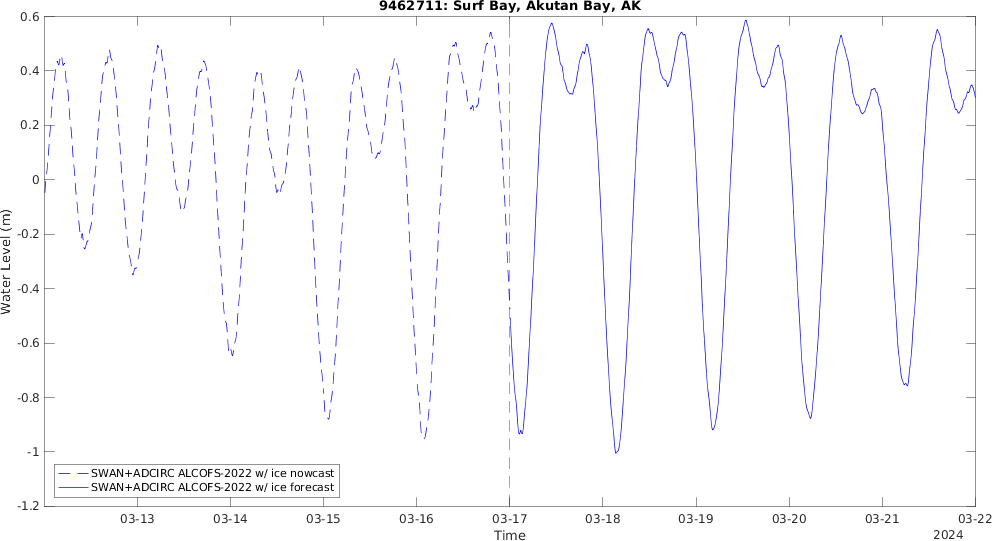 9462711: Surf Bay, Akutan Bay, AK
0.6
0.4
0.2
0
-0.2
-0.4
-0.6
-0.8
-1
-1.2
Water Level (m)
SWAN+ADCIRC ALCOFS-2022 w/ ice nowcast
SWAN+ADCIRC ALCOFS-2022 w/ ice forecast
03-13 03-14 03-15 03-16 03-17 03-18 03-19 03-20 03-21 03-22
Time
2024